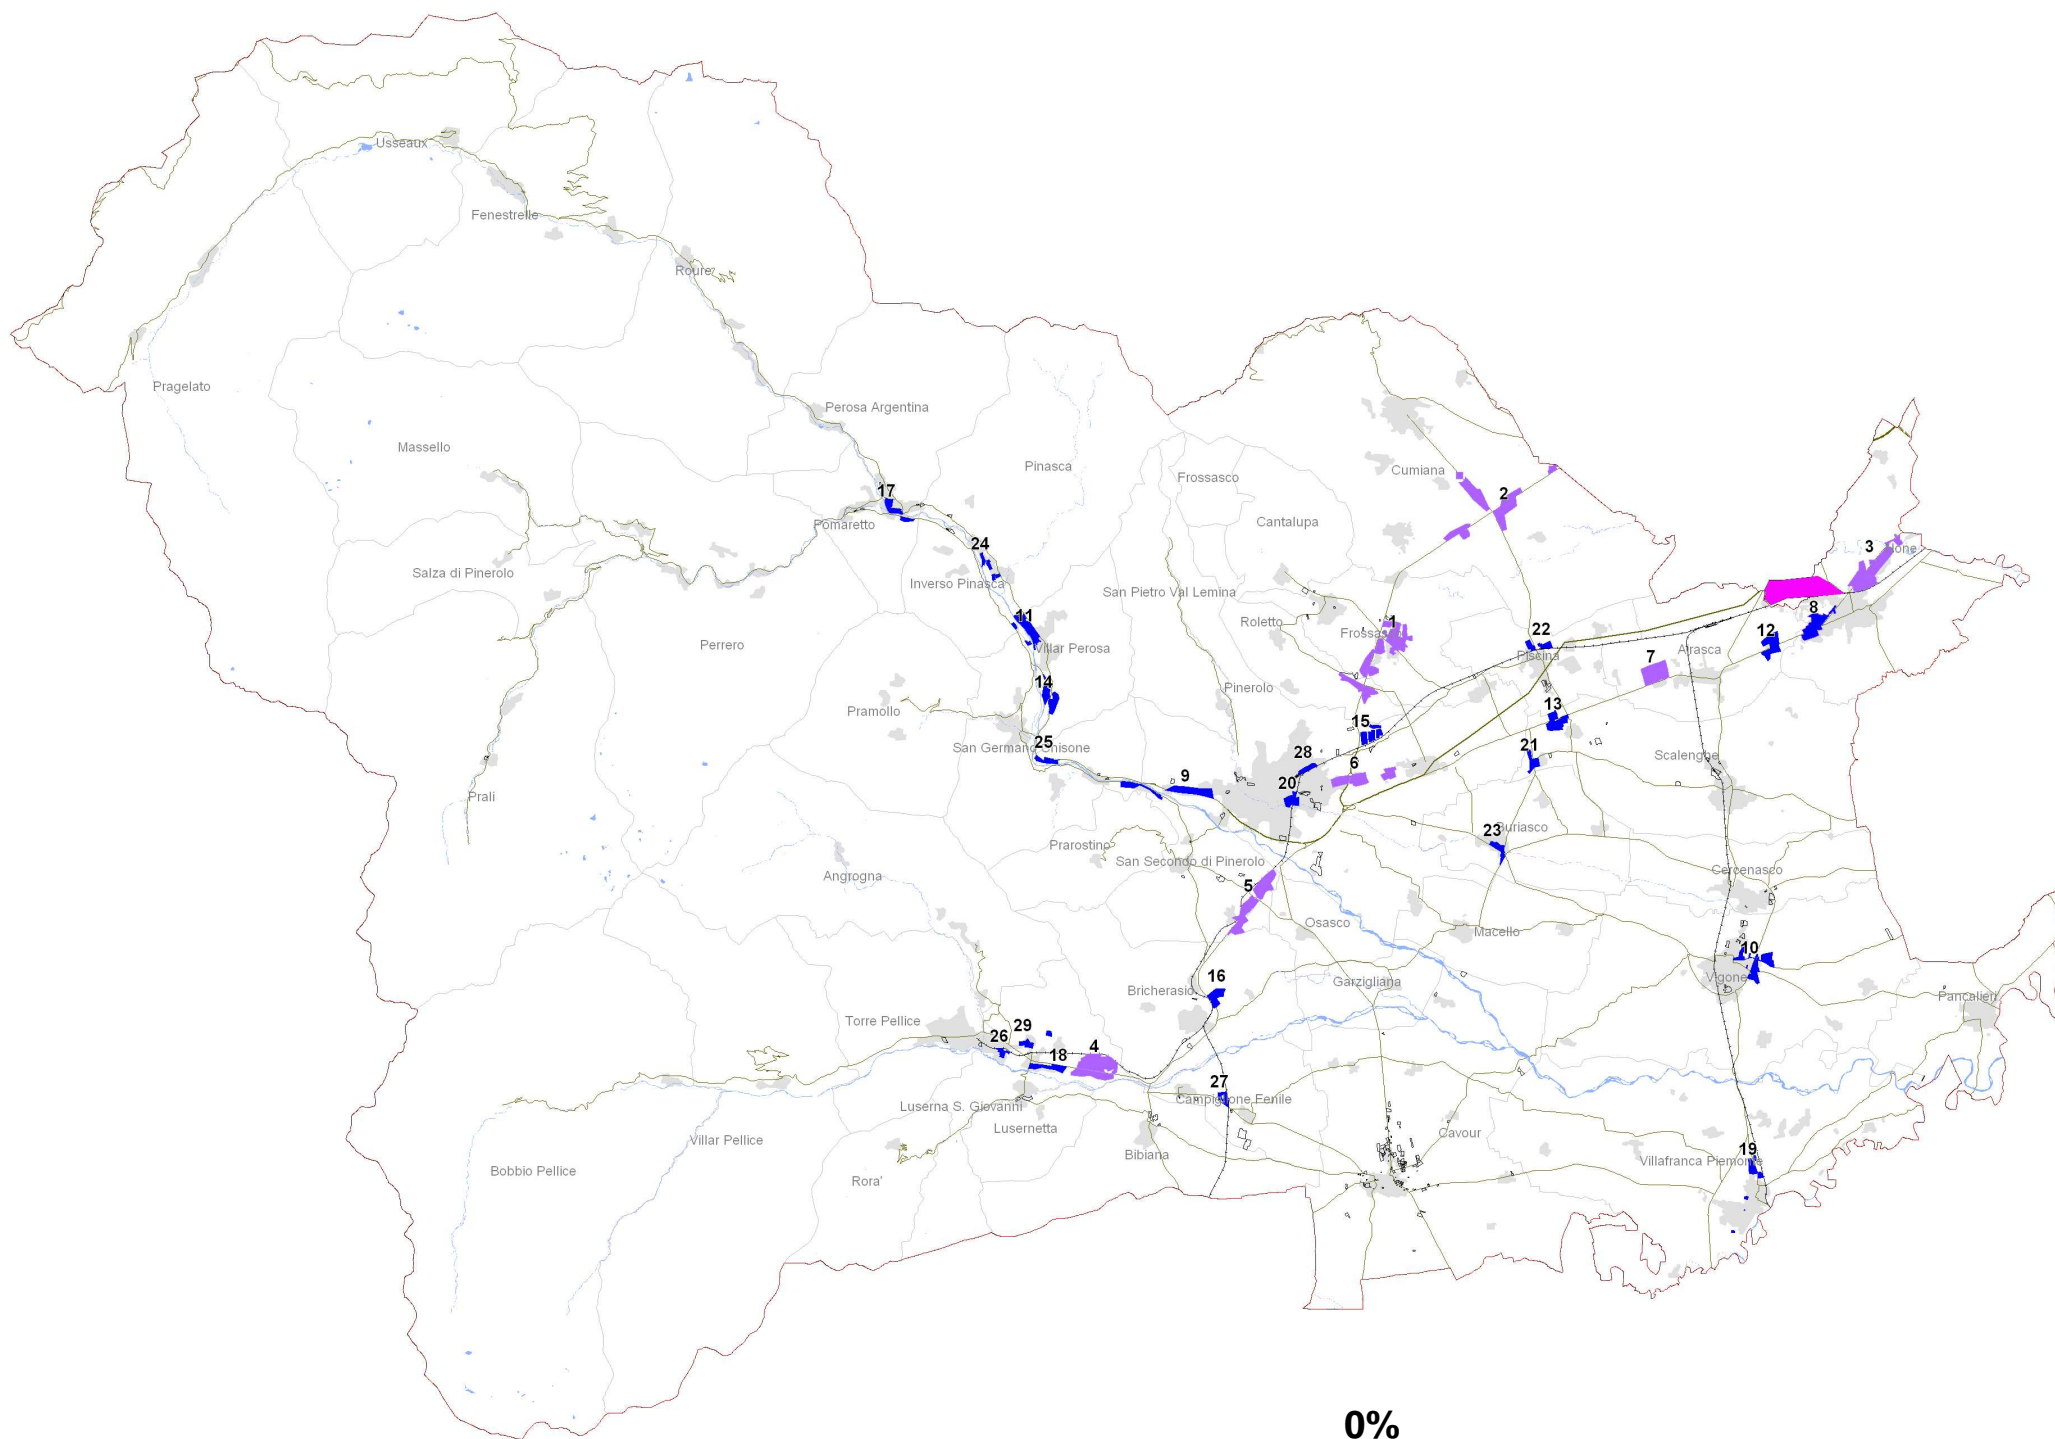 Usseaux
Fenestrelle
Roure
Pragelato
Perosa Argentina
Massello
Pinasca
Frossasco
Cumiana
17
2
Pomaretto
Cantalupa
24
3
None
Salza di Pinerolo
Inverso Pinasca
San Pietro Val Lemina
11
Roletto
1
8
Perrero
Villar Perosa
22
12
Piscina
7
Airasca
14
Pinerolo
Pramollo
13
15
San Germano Chisone
25
21
Scalenghe
28
6
9
20
Prali
23
Buriasco
Prarostino
San Secondo di Pinerolo
Angrogna
5
Cercenasco
Osasco
Macello
10
16
Vigone
Bricherasio
Garzigliana
Pancalieri
Torre Pellice
29
26
4
18
27
Campiglione Fenile
Luserna S. Giovanni
Lusernetta
Cavour
Villar Pellice
Bibiana
19
Villafranca Piemonte
Bobbio Pellice
Rora'
0%